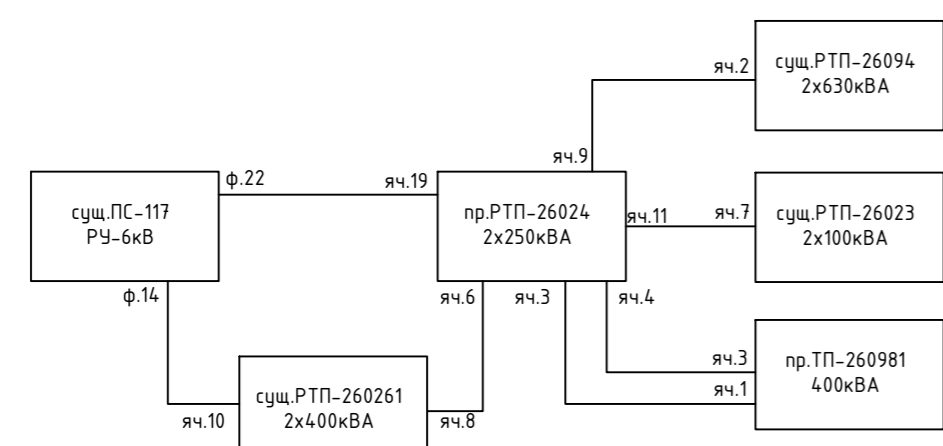 сущ.РТП-26094
2х630кВА
яч.2
яч.9
ф.22
яч.19
сущ.ПС-117
РУ-6кВ
пр.РТП-26024
2х250кВА
яч.11
яч.7
сущ.РТП-26023
2х100кВА
ф.14
яч.6
яч.3
яч.4
яч.3
яч.1
пр.ТП-260981
400кВА
сущ.РТП-260261
2х400кВА
яч.10
яч.8